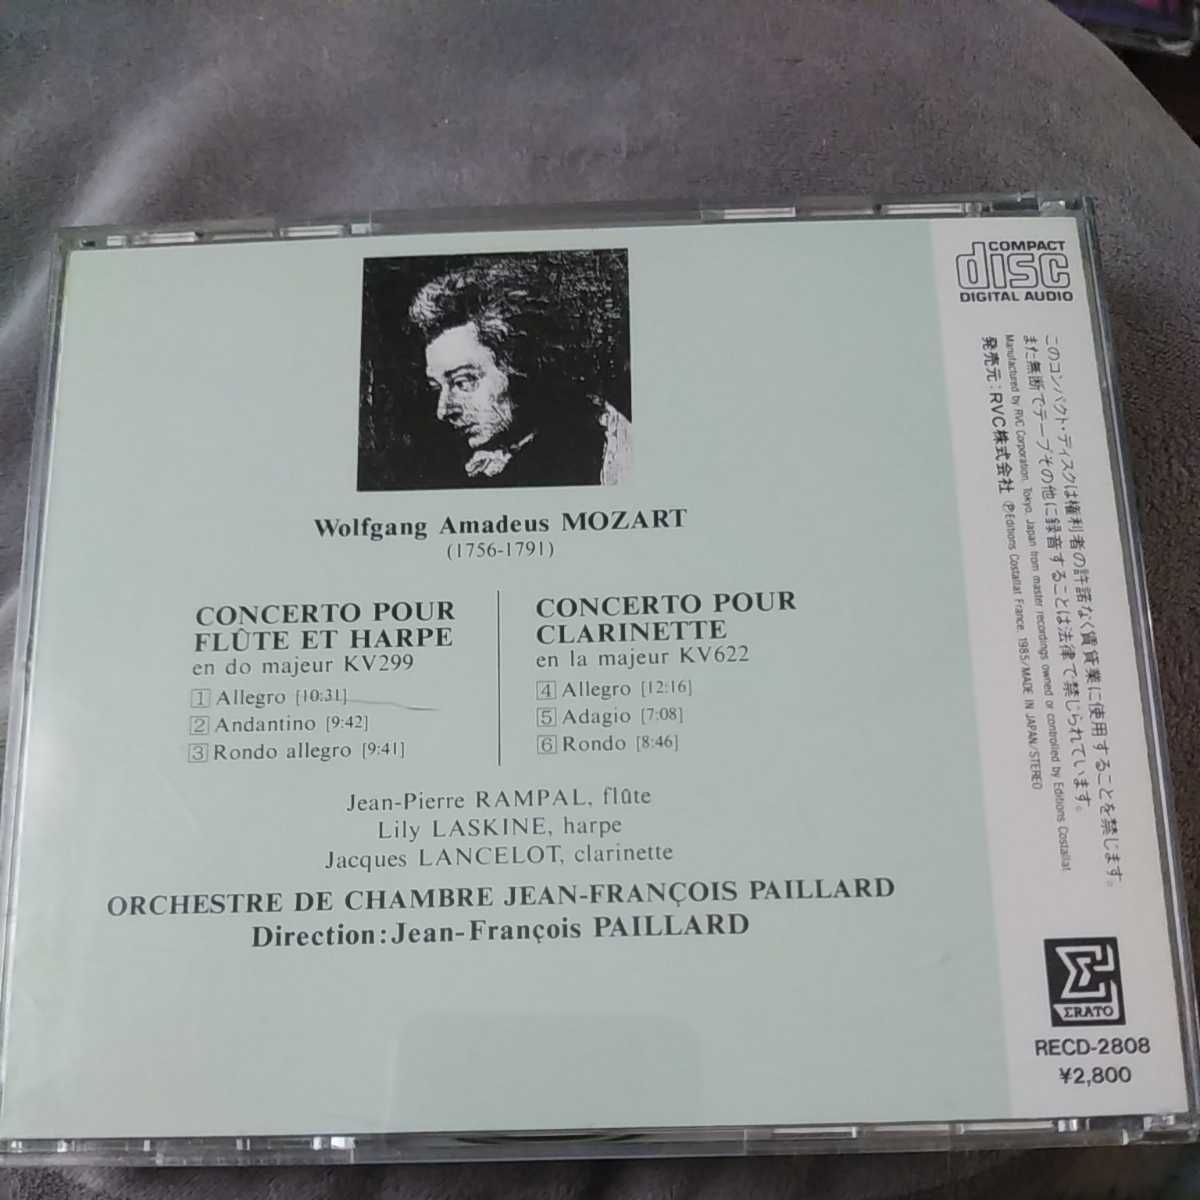 Wolfgang Amadeus MOZART
(1756-1791)
CONCERTO POUR
FLÛTE ET HARPE
en do majeur KV299
1 Allegro [10:31]
2 Andantino [9:42]
3 Rondo allegro [9:41]
CONCERTO POUR
CLARINETTE
en la majeur KV622
4 Allegro [12:16]
5 Adagio [7:08]
6 Rondo [8:46]
Jean-Pierre RAMPAL, flûte
Lily LASKINE, harpe
Jacques LANCELOT, clarinette
ORCHESTRE DE CHAMBRE JEAN-FRANÇOIS PAILLARD
Direction:Jean-François PAILLARD
COMPACT
disc
DIGITAL AUDIO
このコンパクト・ディスクは権利者の許諾なく賃貸業に使用することを禁じます。
また無断でテープその他に録音することは法律で禁じられています。
Manufactured by RVC Corporation, Tokyo, Japan from master recordings owned or controlled by Editions Costallat.
発売元:RVC株式会社 ℗Editions Costallat France. 1985/MADE IN JAPAN/STEREO
ΣRATO
RECD-2808
¥2,800